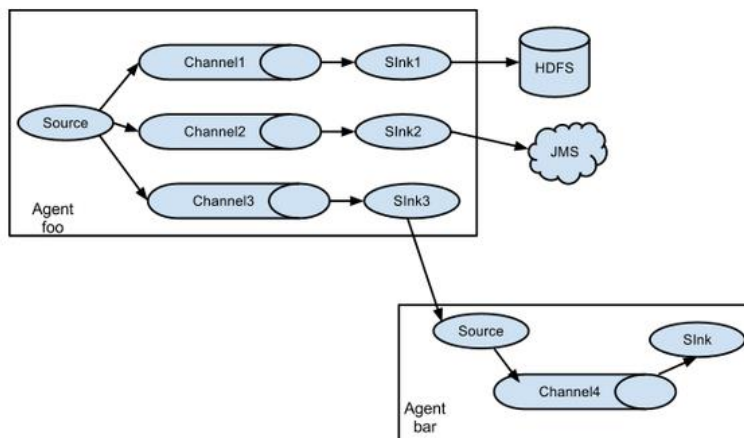 Channel1
SInk1
HDFS
Source
Channel2
SInk2
JMS
Channel3
SInk3
Agent
foo
Source
SInk
Channel4
Agent
bar